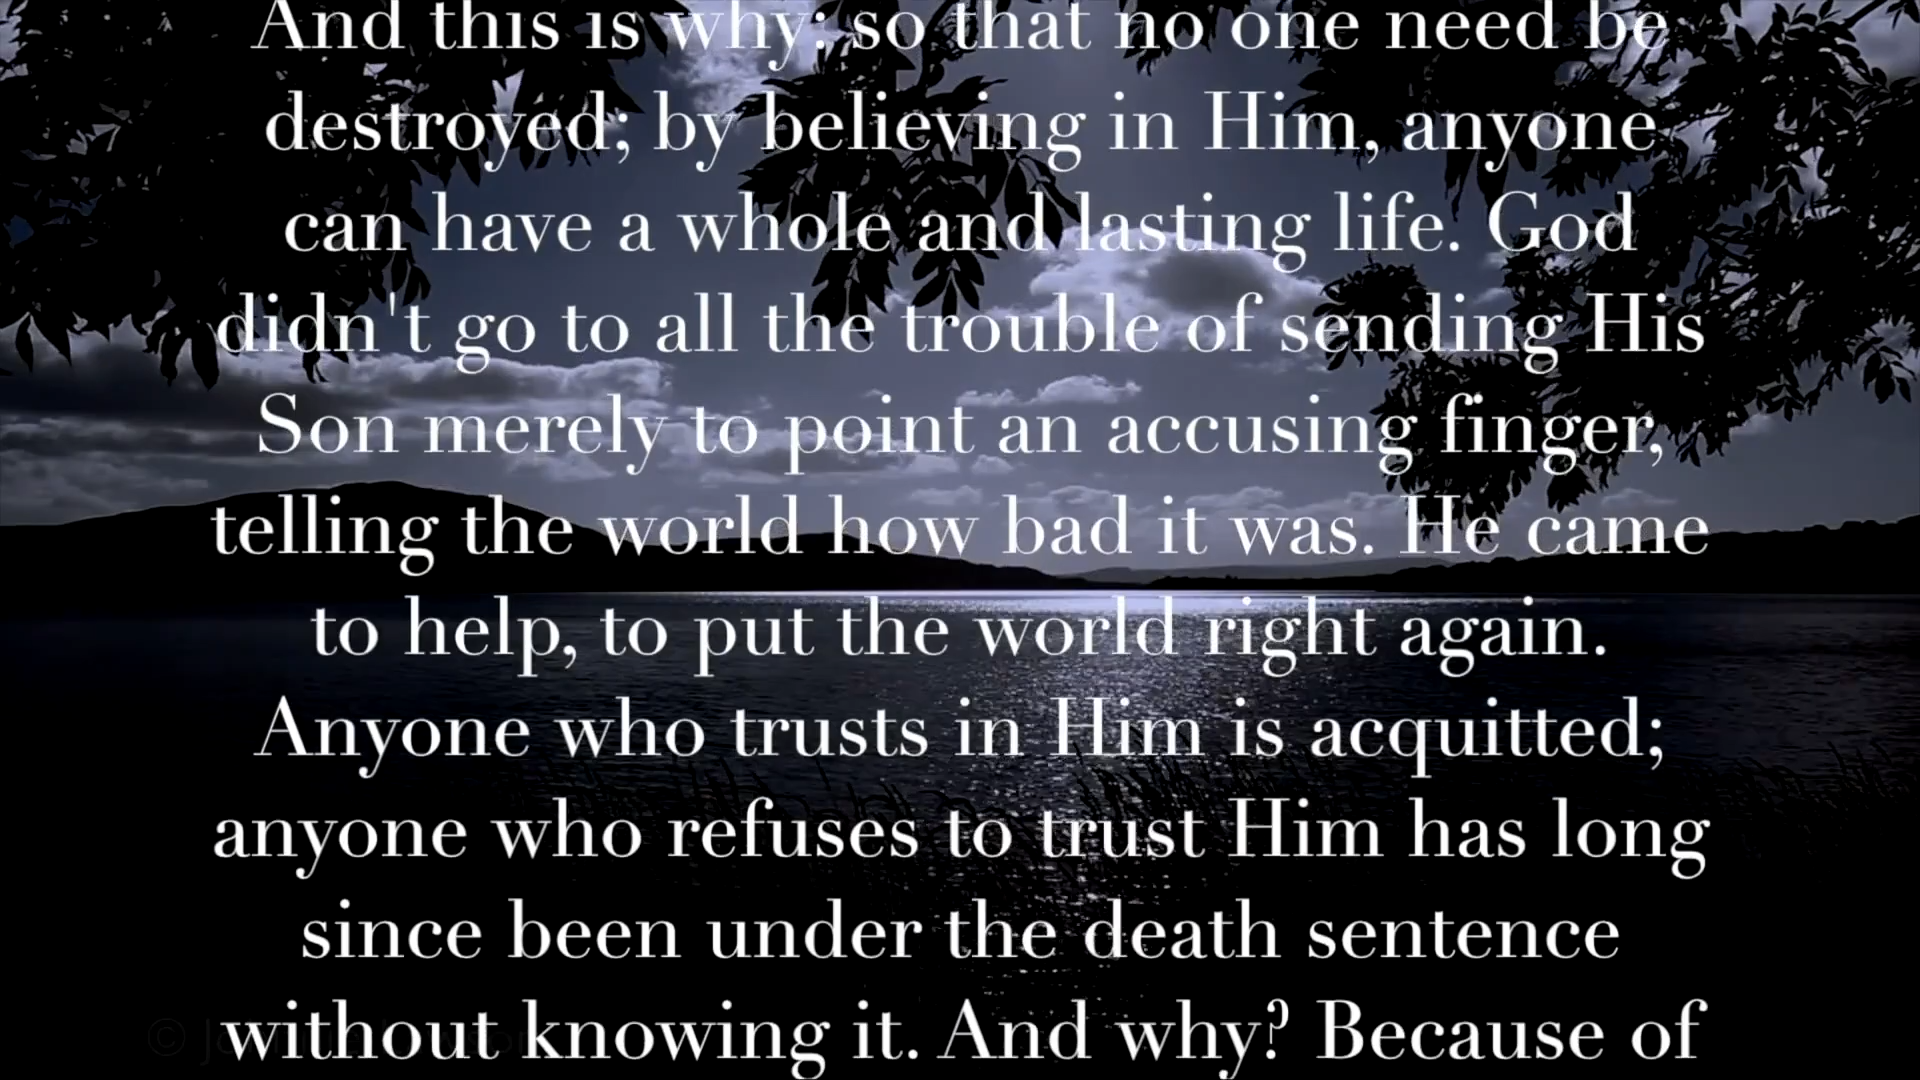 And this is why: so that no one need be
destroyed; by believing in Him, anyone
can have a whole and lasting life. God
didn't go to all the trouble of sending His
Son merely to point an accusing finger,
telling the world how bad it was. He came
to help, to put the world right again.
Anyone who trusts in Him is acquitted;
anyone who refuses to trust Him has long
since been under the death sentence
without knowing it. And why? Because of